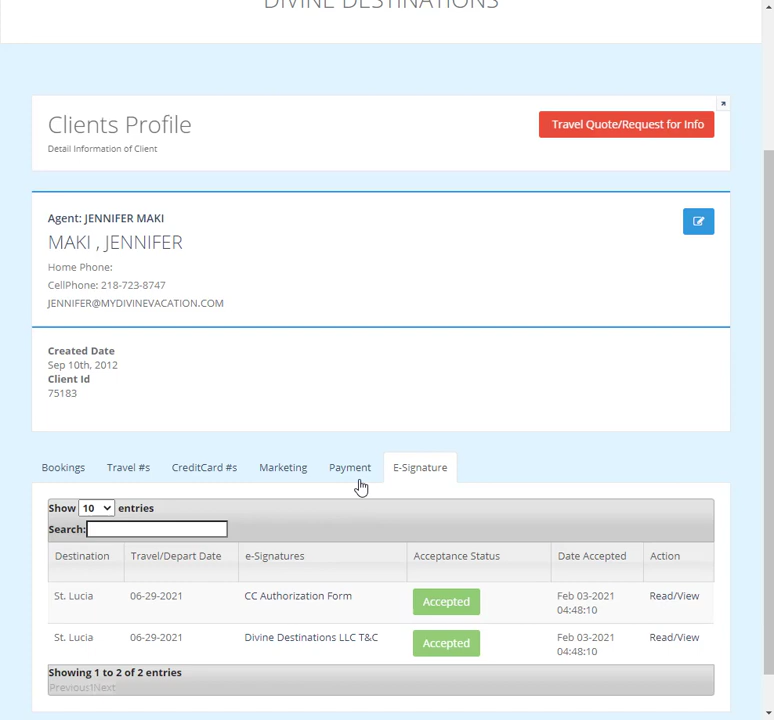 DIVINE DESTINATIONS
Clients Profile
Travel Quote/Request for Info
Detail Information of Client
Agent: JENNIFER MAKI
MAKI , JENNIFER
Home Phone:
CellPhone: 218-723-8747
JENNIFER@MYDIVINEVACATION.COM
Created Date
Sep 10th, 2012
Client Id
75183
Bookings Travel #s CreditCard #s Marketing Payment E-Signature
Show 10 entries
Search:
Destination Travel/Depart Date e-Signatures Acceptance Status Date Accepted Action
St. Lucia 06-29-2021 CC Authorization Form Accepted Feb 03-2021 Read/View
04:48:10
St. Lucia 06-29-2021 Divine Destinations LLC T&C Accepted Feb 03-2021 Read/View
04:48:10
Showing 1 to 2 of 2 entries
Previous1Next